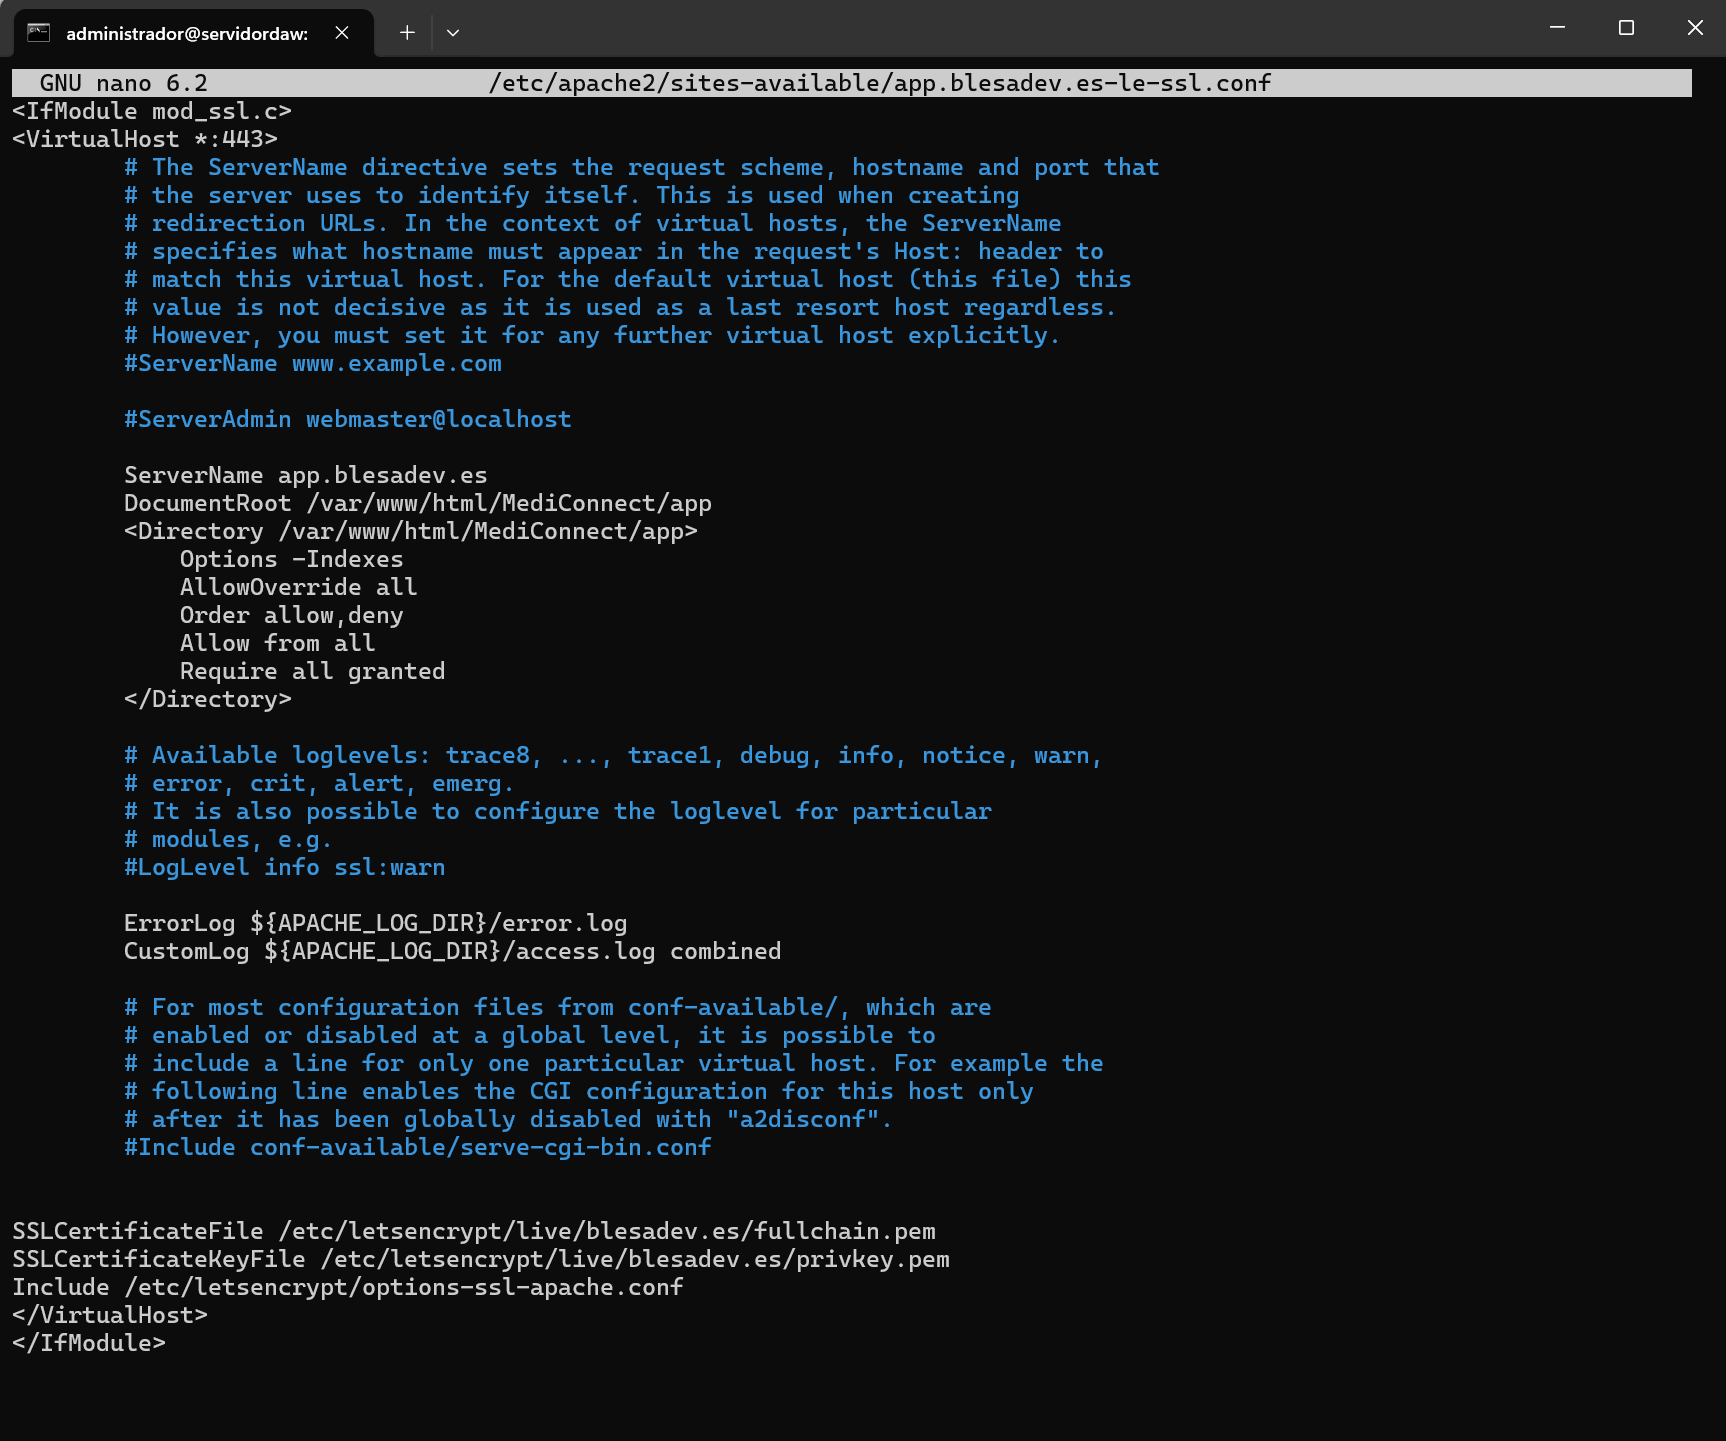 administrador@servidordaw:
GNU nano 6.2 /etc/apache2/sites-available/app.blesadev.es-le-ssl.conf
<IfModule mod_ssl.c>
<VirtualHost *:443>
# The ServerName directive sets the request scheme, hostname and port that
# the server uses to identify itself. This is used when creating
# redirection URLs. In the context of virtual hosts, the ServerName
# specifies what hostname must appear in the request's Host: header to
# match this virtual host. For the default virtual host (this file) this
# value is not decisive as it is used as a last resort host regardless.
# However, you must set it for any further virtual host explicitly.
#ServerName www.example.com
#ServerAdmin webmaster@localhost
ServerName app.blesadev.es
DocumentRoot /var/www/html/MediConnect/app
<Directory /var/www/html/MediConnect/app>
Options -Indexes
AllowOverride all
Order allow,deny
Allow from all
Require all granted
</Directory>
# Available loglevels: trace8, ..., trace1, debug, info, notice, warn,
# error, crit, alert, emerg.
# It is also possible to configure the loglevel for particular
# modules, e.g.
#LogLevel info ssl:warn
ErrorLog ${APACHE_LOG_DIR}/error.log
CustomLog ${APACHE_LOG_DIR}/access.log combined
# For most configuration files from conf-available/, which are
# enabled or disabled at a global level, it is possible to
# include a line for only one particular virtual host. For example the
# following line enables the CGI configuration for this host only
# after it has been globally disabled with "a2disconf".
#Include conf-available/serve-cgi-bin.conf
SSLCertificateFile /etc/letsencrypt/live/blesadev.es/fullchain.pem
SSLCertificateKeyFile /etc/letsencrypt/live/blesadev.es/privkey.pem
Include /etc/letsencrypt/options-ssl-apache.conf
</VirtualHost>
</IfModule>